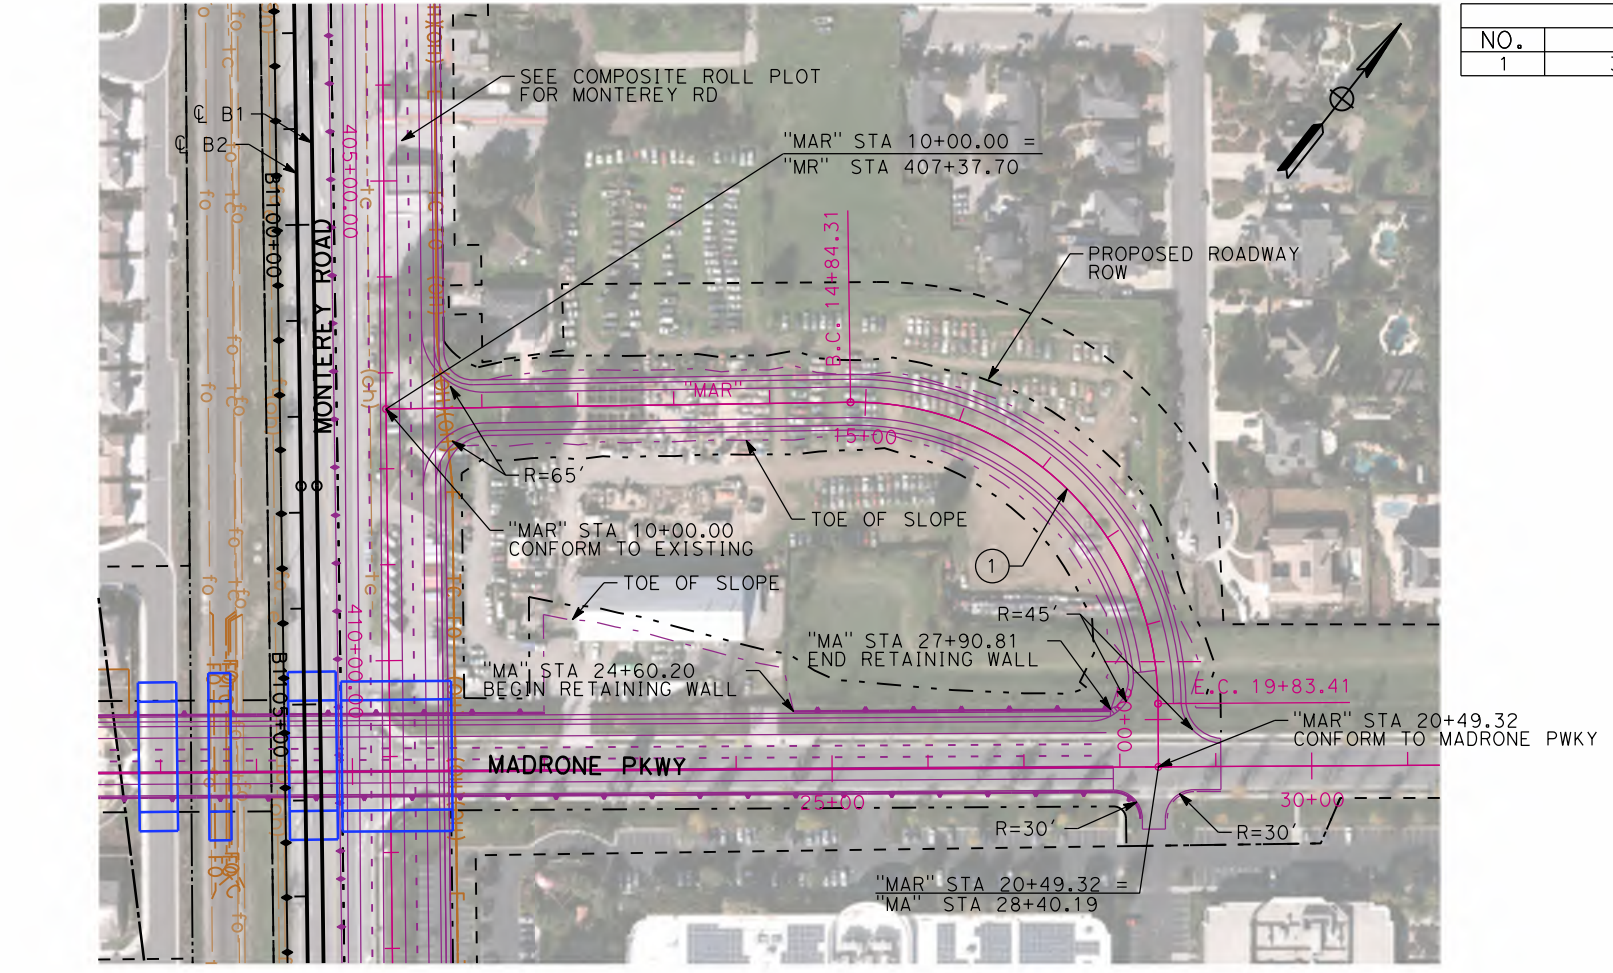 NO.
1
SEE COMPOSITE ROLL PLOT
FOR MONTEREY RD
℄ B1
℄ B2
"MAR" STA 10+00.00 =
"MR" STA 407+37.70
405+00.00
B1100+00
MONTEREY ROAD
B.C. 14+84.31
PROPOSED ROADWAY
ROW
"MAR"
15+00
R=65'
"MAR" STA 10+00.00
CONFORM TO EXISTING
TOE OF SLOPE
1
TOE OF SLOPE
R=45'
410+00.00
B1105+00
"MA" STA 27+90.81
END RETAINING WALL
"MA" STA 24+60.20
BEGIN RETAINING WALL
E.C. 19+83.41
"MAR" STA 20+49.32
CONFORM TO MADRONE PWKY
MADRONE PKWY
25+00
30+00
R=30'
R=30'
"MAR" STA 20+49.32 =
"MA" STA 28+40.19